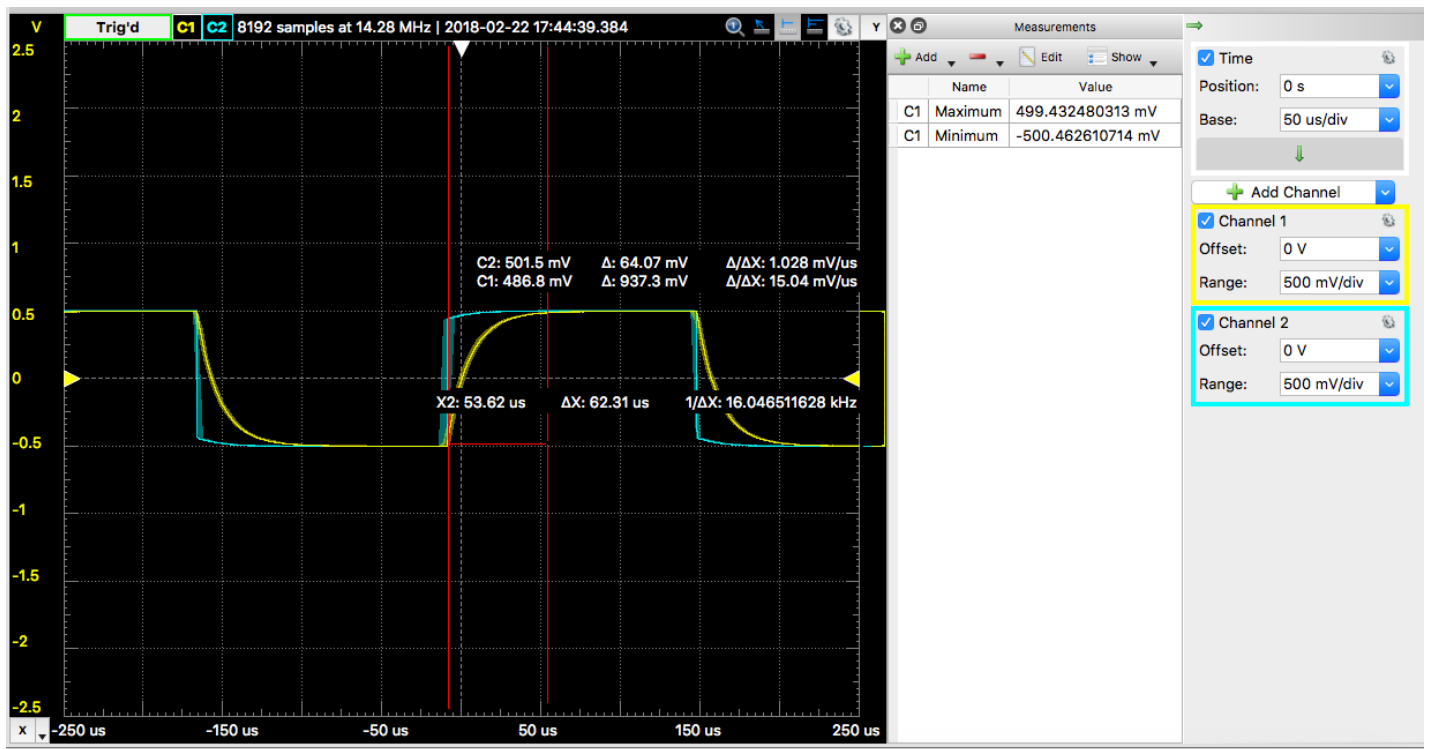 V Trig'd C1 C2 8192 samples at 14.28 MHz | 2018-02-22 17:44:39.384 Y
2.5
2
1.5
1
0.5
0
-0.5
-1
-1.5
-2
-2.5
C2: 501.5 mV Δ: 64.07 mV Δ/ΔX: 1.028 mV/us
C1: 486.8 mV Δ: 937.3 mV Δ/ΔX: 15.04 mV/us
X2: 53.62 us ΔX: 62.31 us 1/ΔX: 16.046511628 kHz
X -250 us -150 us -50 us 50 us 150 us 250 us
Measurements
Add Edit Show
Name Value
C1 Maximum 499.432480313 mV
C1 Minimum -500.462610714 mV
Time
Position: 0 s
Base: 50 us/div
Add Channel
Channel 1
Offset: 0 V
Range: 500 mV/div
Channel 2
Offset: 0 V
Range: 500 mV/div